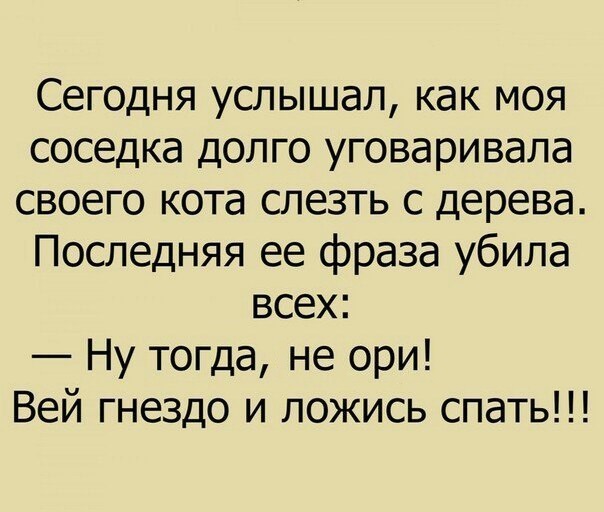 Сегодня услышал, как моя
соседка долго уговаривала
своего кота слезть с дерева.
Последняя ее фраза убила
всех:
— Ну тогда, не ори!
Вей гнездо и ложись спать!!!